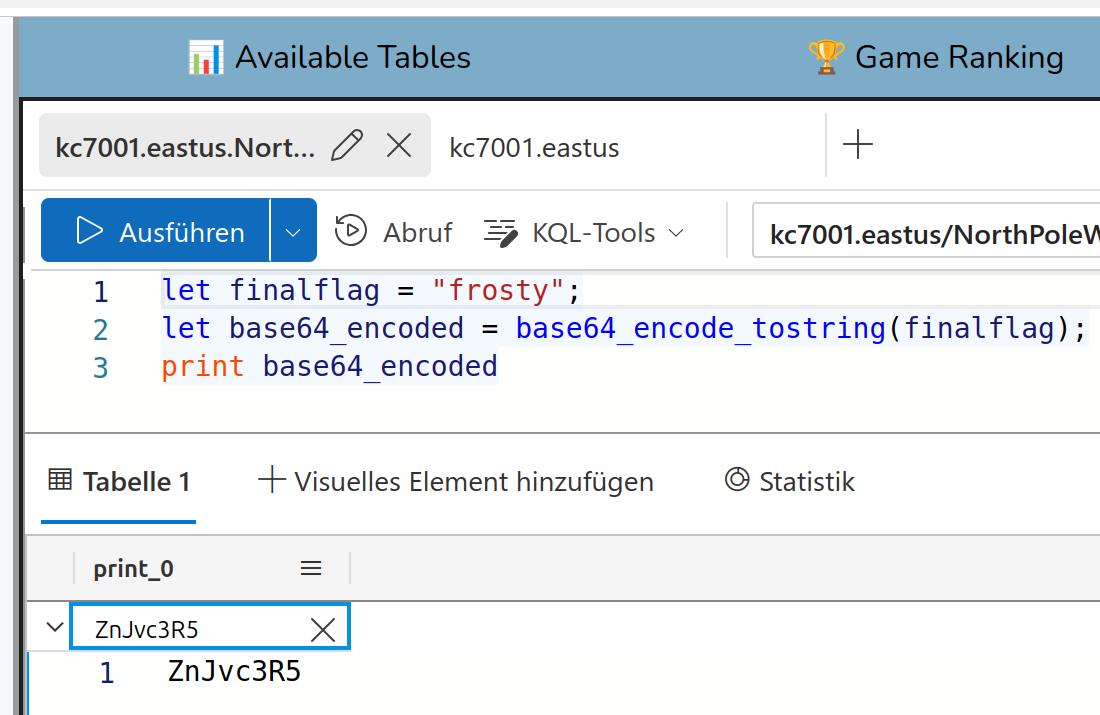 📊 Available Tables
🏆 Game Ranking
kc7001.eastus.Nort...
kc7001.eastus
Ausführen
Abruf
KQL-Tools
kc7001.eastus/NorthPoleW
1 let finalflag = "frosty";
2 let base64_encoded = base64_encode_tostring(finalflag);
3 print base64_encoded
Tabelle 1
Visuelles Element hinzufügen
Statistik
print_0
ZnJvc3R5
1 ZnJvc3R5